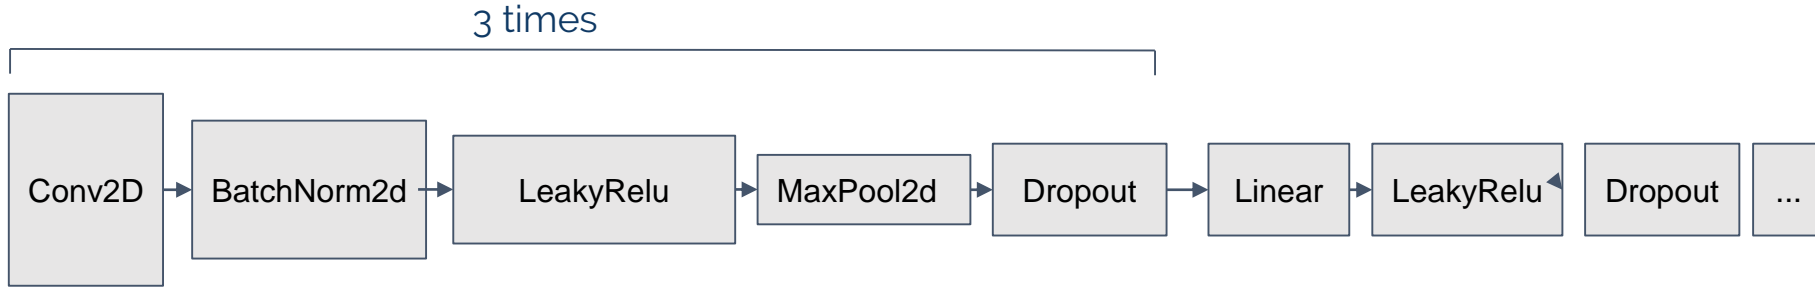 3 times
Conv2D
BatchNorm2d
LeakyRelu
MaxPool2d
Dropout
Linear
LeakyRelu
Dropout
...